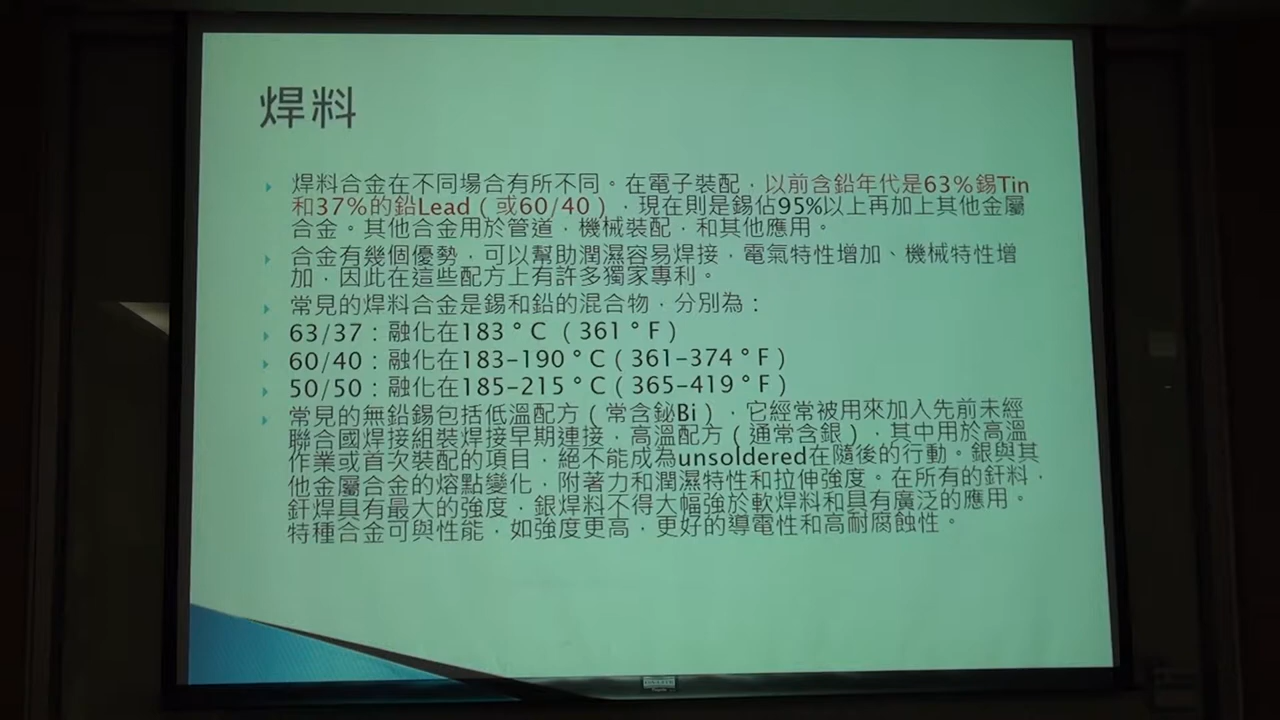 焊料
焊料合金在不同場合有所不同。在電子裝配，以前含鉛年代是63%錫Tin
和37%的鉛Lead（或60/40），現在則是錫佔95%以上再加上其他金屬
合金。其他合金用於管道，機械裝配，和其他應用。
合金有幾個優勢，可以幫助潤濕容易焊接，電氣特性增加、機械特性增
加，因此在這些配方上有許多獨家專利。
常見的焊料合金是錫和鉛的混合物，分別為：
63/37：融化在183°C（361°F）
60/40：融化在183-190°C（361-374°F）
50/50：融化在185-215°C（365-419°F）
常見的無鉛錫包括低溫配方（常含鉍Bi），它經常被用來加入先前未經
聯合國焊接組裝焊接早期連接，高溫配方（通常含銀），其中用於高溫
作業或首次裝配的項目，絕不能成為unsoldered在隨後的行動。銀與其
他金屬合金的熔點變化，附著力和潤濕特性和拉伸強度。在所有的釬料，
釬焊具有最大的強度，銀焊料不得大幅強於軟焊料和具有廣泛的應用。
特種合金可與性能，如強度更高，更好的導電性和高耐腐蝕性。